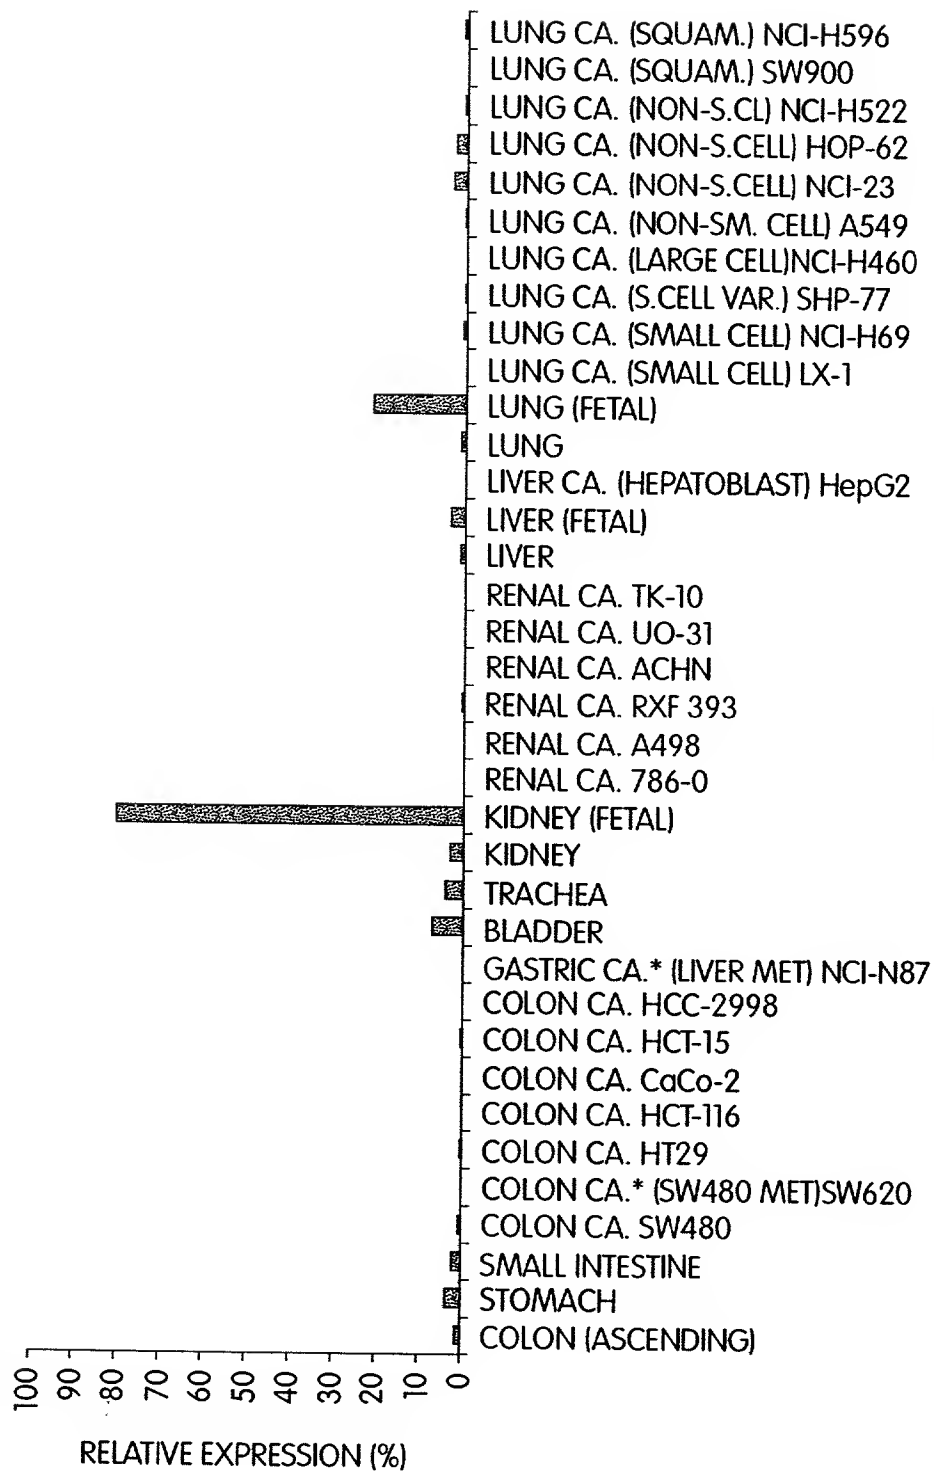 LUNG CA. (SQUAM.) NCI-H596
LUNG CA. (SQUAM.) SW900
LUNG CA. (NON-S.CL) NCI-H522
LUNG CA. (NON-S.CELL) HOP-62
LUNG CA. (NON-S.CELL) NCI-23
LUNG CA. (NON-SM. CELL) A549
LUNG CA. (LARGE CELL)NCI-H460
LUNG CA. (S.CELL VAR.) SHP-77
LUNG CA. (SMALL CELL) NCI-H69
LUNG CA. (SMALL CELL) LX-1
LUNG (FETAL)
LUNG
LIVER CA. (HEPATOBLAST) HepG2
LIVER (FETAL)
LIVER
RENAL CA. TK-10
RENAL CA. UO-31
RENAL CA. ACHN
RENAL CA. RXF 393
RENAL CA. A498
RENAL CA. 786-0
KIDNEY (FETAL)
KIDNEY
TRACHEA
BLADDER
GASTRIC CA.* (LIVER MET) NCI-N87
COLON CA. HCC-2998
COLON CA. HCT-15
COLON CA. CaCo-2
COLON CA. HCT-116
COLON CA. HT29
COLON CA.* (SW480 MET)SW620
COLON CA. SW480
SMALL INTESTINE
STOMACH
COLON (ASCENDING)
100 90 80 70 60 50 40 30 20 10 0
RELATIVE EXPRESSION (%)